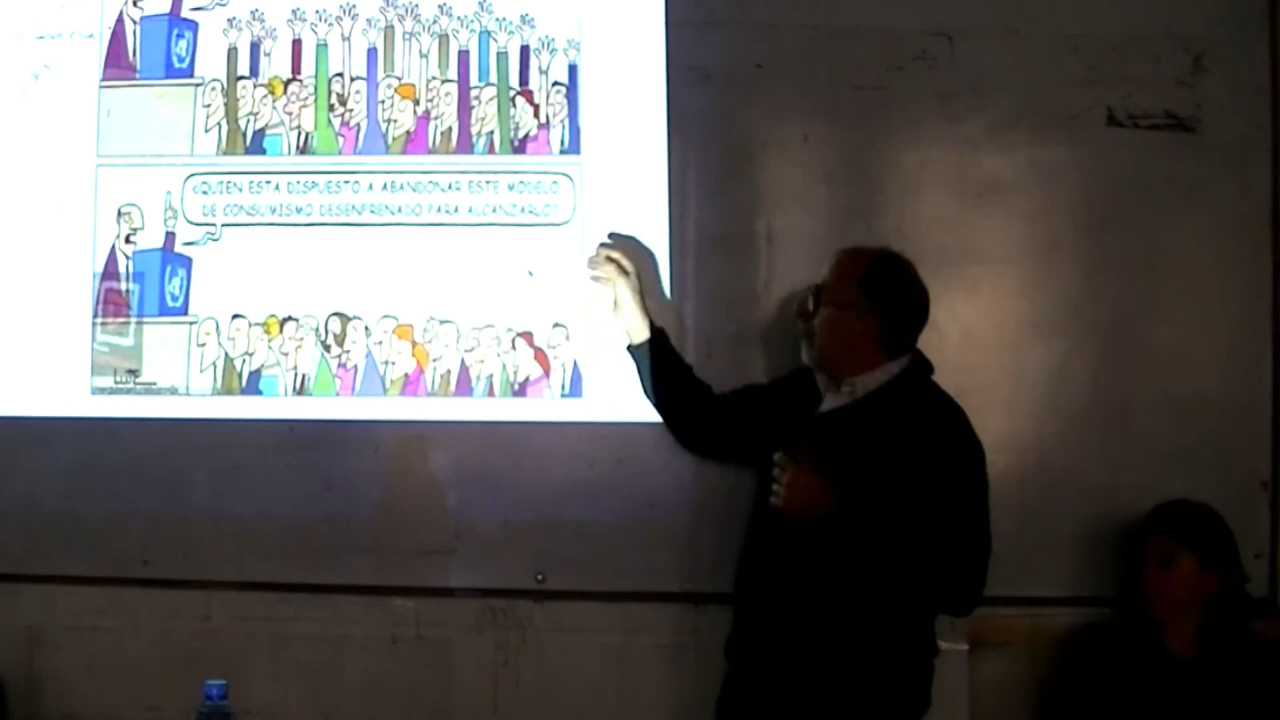 ¿QUIEN ESTA DISPUESTO A ABANDONAR ESTE MODELO
DE CONSUMISMO DESENFRENADO PARA ALCANZARLO?